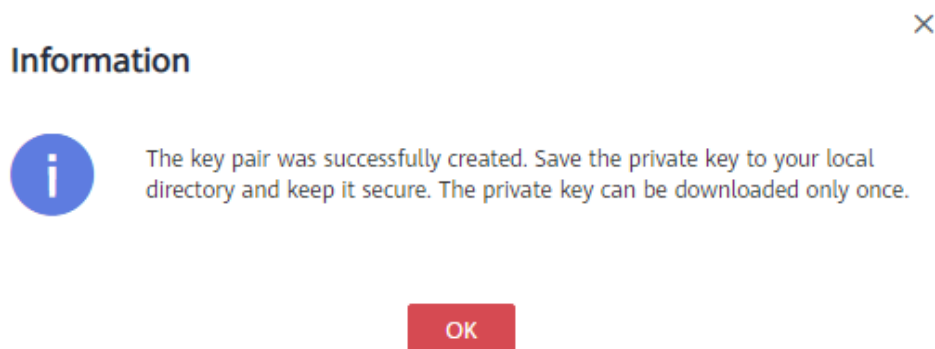 Information
The key pair was successfully created. Save the private key to your local
directory and keep it secure. The private key can be downloaded only once.
OK